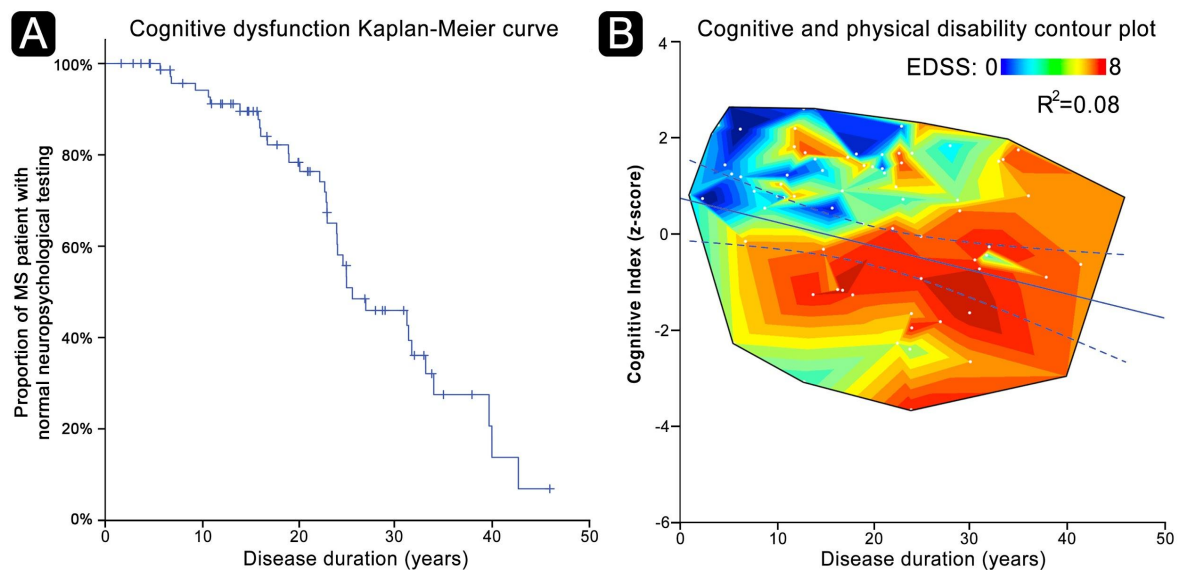 A
Cognitive dysfunction Kaplan-Meier curve
100%
80%
60%
40%
20%
0%
Proportion of MS patient with
normal neuropsychological testing
0 10 20 30 40 50
Disease duration (years)
B
Cognitive and physical disability contour plot
EDSS: 0 8
R²=0.08
4
2
0
-2
-4
-6
Cognitive Index (z-score)
0 10 20 30 40 50
Disease duration (years)